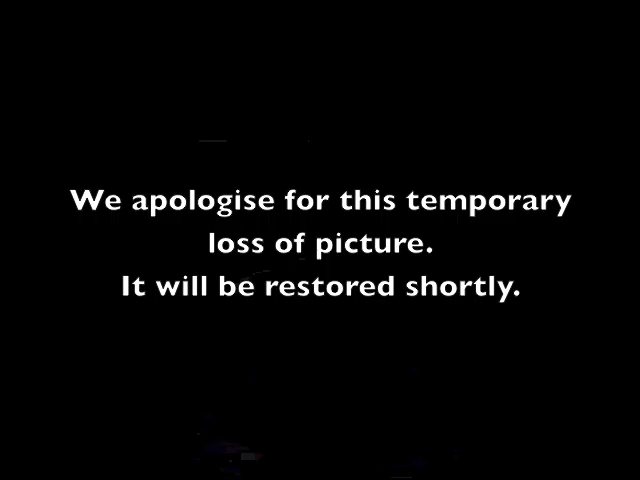 We apologise for this temporary
loss of picture.
It will be restored shortly.